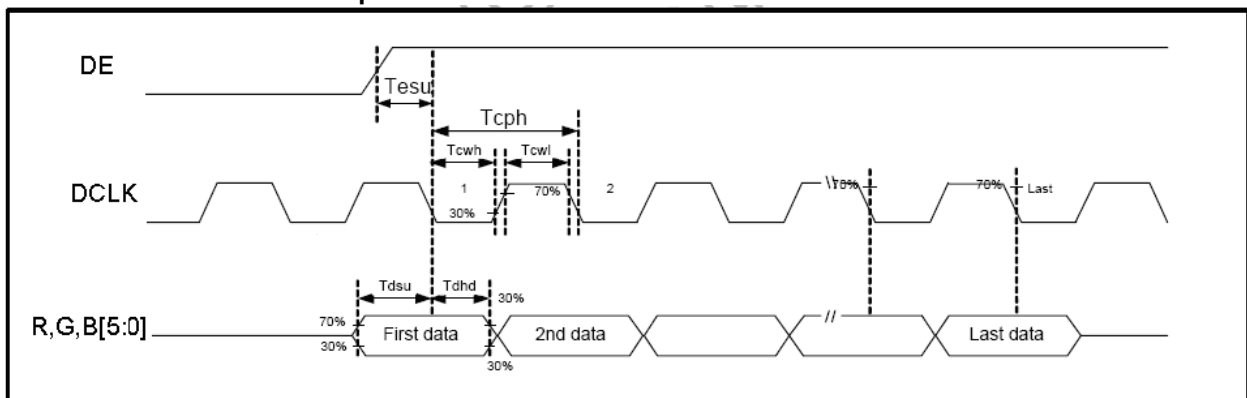 DE
Tesu
Tcph
Tcwh
Tcwl
DCLK
1
70%
2
70%
70%
Last
30%
Tdsu
Tdhd
30%
R,G,B[5:0]
70%
First data
2nd data
//
Last data
30%
30%